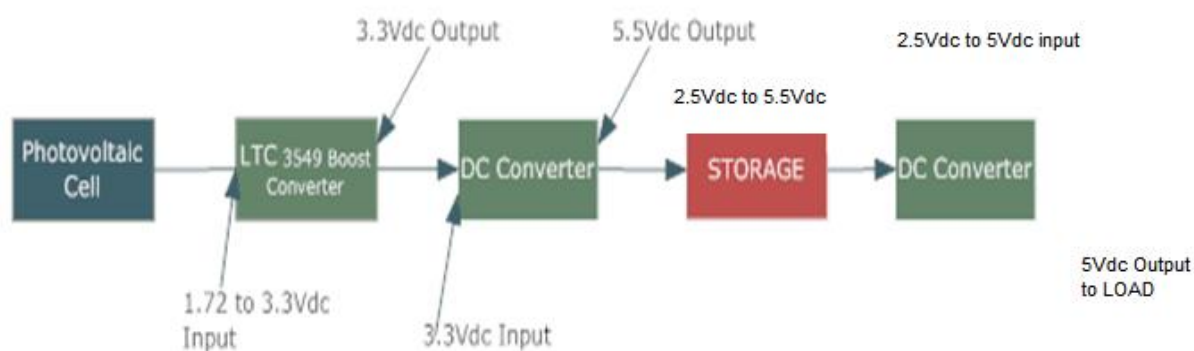 3.3Vdc Output
5.5Vdc Output
2.5Vdc to 5Vdc input
2.5Vdc to 5.5Vdc
Photovoltaic
Cell
LTC 3549 Boost
Converter
DC Converter
STORAGE
DC Converter
1.72 to 3.3Vdc
Input
3.3Vdc Input
5Vdc Output
to LOAD